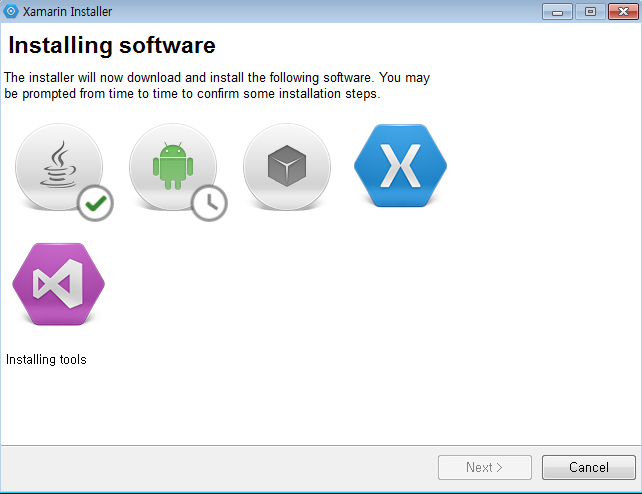 Xamarin Installer
Installing software
The installer will now download and install the following software. You may
be prompted from time to time to confirm some installation steps.
X
Installing tools
Next >
Cancel